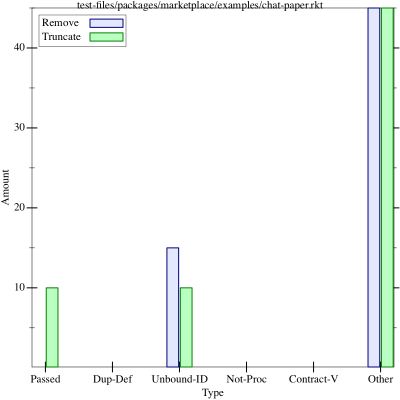 test-files/packages/marketplace/examples/chat-paper.rkt
Remove
Truncate
40
30
20
10
Amount
Passed Dup-Def Unbound-ID Not-Proc Contract-V Other
Type